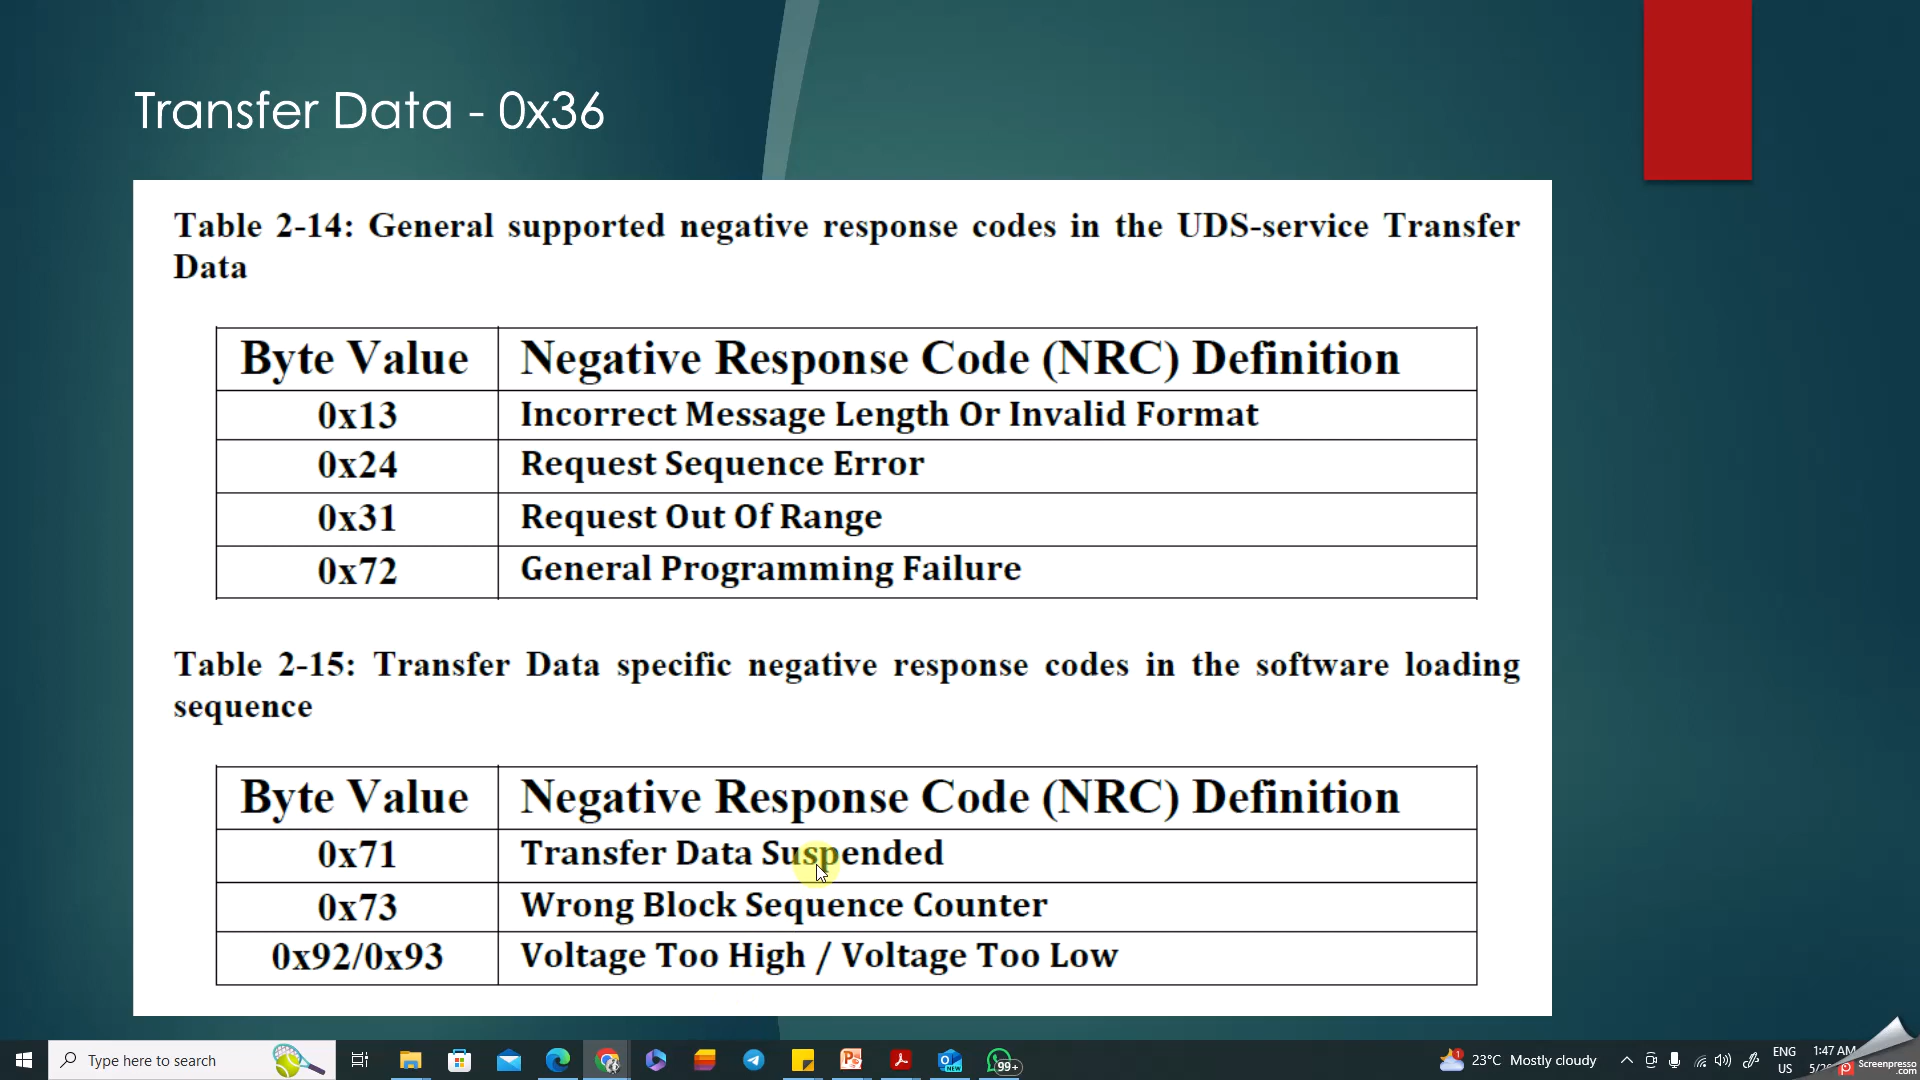 Transfer Data - 0x36
Table 2-14: General supported negative response codes in the UDS-service Transfer
Data
Byte Value Negative Response Code (NRC) Definition
0x13 Incorrect Message Length Or Invalid Format
0x24 Request Sequence Error
0x31 Request Out Of Range
0x72 General Programming Failure
Table 2-15: Transfer Data specific negative response codes in the software loading
sequence
Byte Value Negative Response Code (NRC) Definition
0x71 Transfer Data Suspended
0x73 Wrong Block Sequence Counter
0x92/0x93 Voltage Too High / Voltage Too Low
Type here to search
99+
1
23°C Mostly cloudy
ENG
US
1:47 AM
Screenpresso
.com